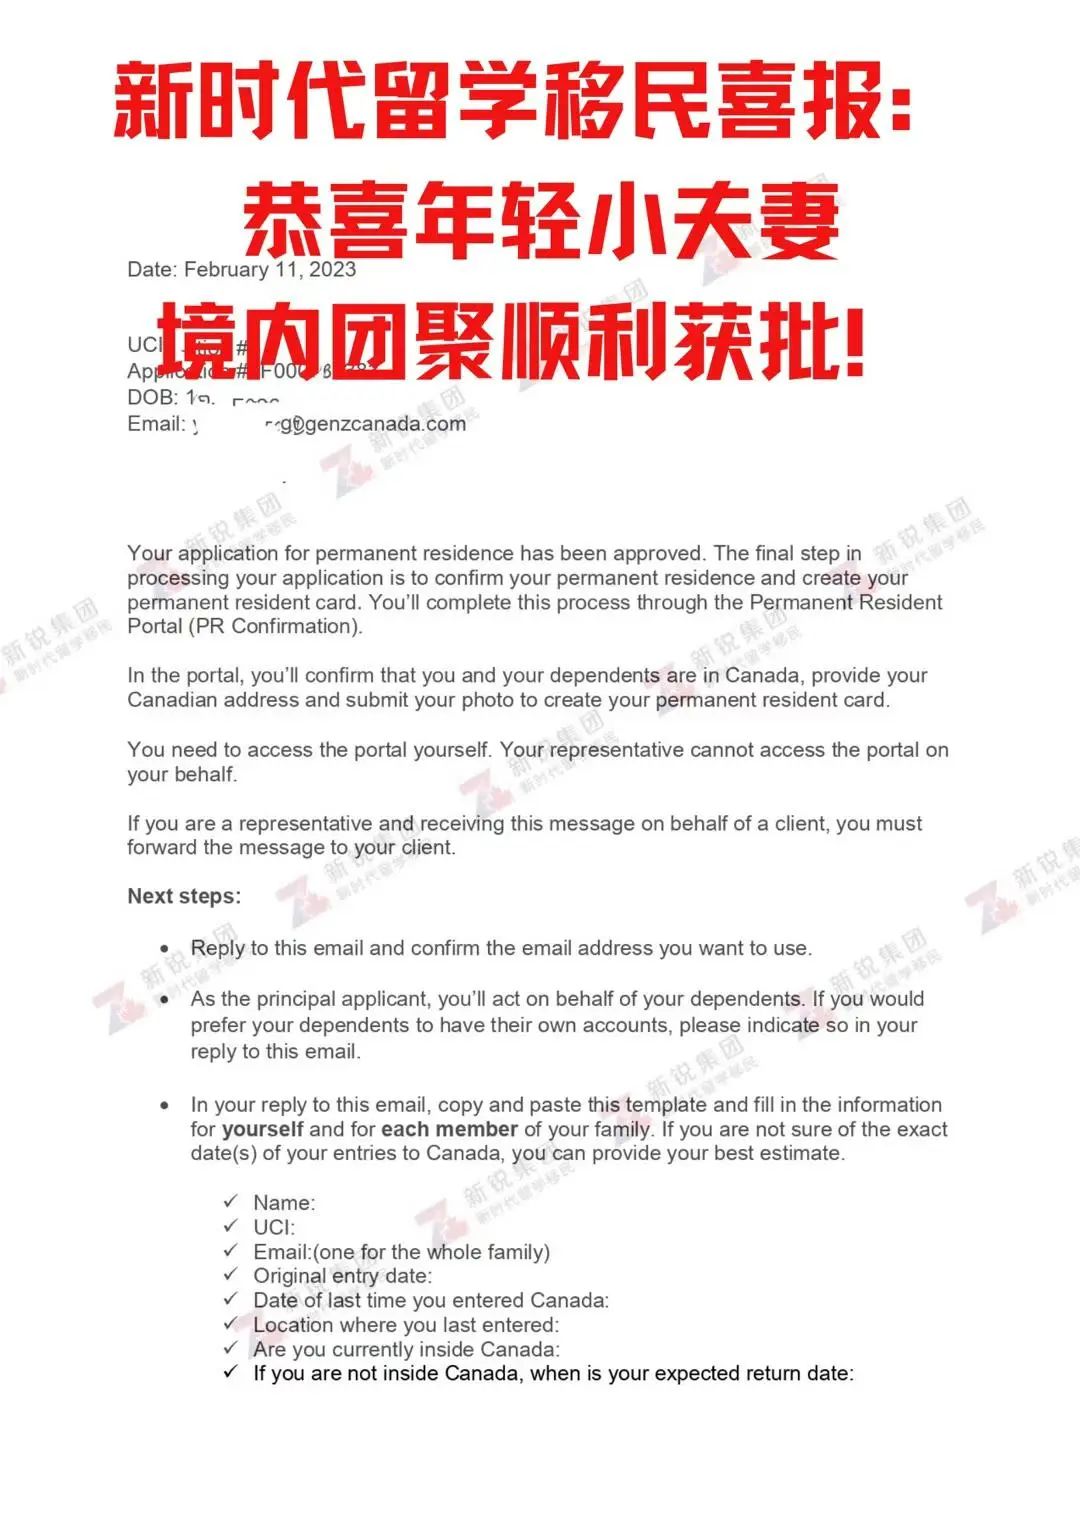 新时代留学移民喜报:
恭喜年轻小夫妻
Date: February 11, 2023
境内团聚顺利获批!
UCI
#
DOB:
Email: g@genzcanada.com
Your application for permanent residence has been approved. The final step in
processing your application is to confirm your permanent residence and create your
permanent resident card. You'll complete this process through the Permanent Resident
Portal (PR Confirmation).
In the portal, you'll confirm that you and your dependents are in Canada, provide your
Canadian address and submit your photo to create your permanent resident card.
You need to access the portal yourself. Your representative cannot access the portal on
your behalf.
If you are a representative and receiving this message on behalf of a client, you must
forward the message to your client.
Next steps:
• Reply to this email and confirm the email address you want to use.
• As the principal applicant, you'll act on behalf of your dependents. If you would
prefer your dependents to have their own accounts, please indicate so in your
reply to this email.
• In your reply to this email, copy and paste this template and fill in the information
for yourself and for each member of your family. If you are not sure of the exact
date(s) of your entries to Canada, you can provide your best estimate.
✓ Name:
✓ UCI:
✓ Email:(one for the whole family)
✓ Original entry date:
✓ Date of last time you entered Canada:
✓ Location where you last entered:
✓ Are you currently inside Canada:
✓ If you are not inside Canada, when is your expected return date:
新锐集团
新时代留学移民